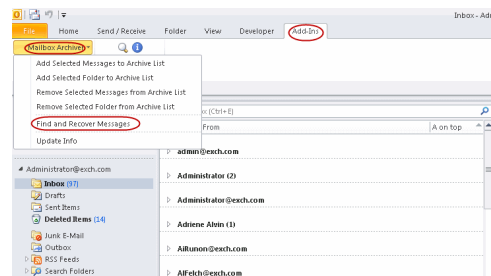 Inbox - Adr
File Home Send / Receive Folder View Developer Add-Ins
Mailbox Archiver
Add Selected Messages to Archive List
Add Selected Folder to Archive List
Remove Selected Messages from Archive List
Remove Selected Folder from Archive List
Find and Recover Messages
Update Info
(Ctrl+E)
From A on top
Administrator@exch.com
Inbox (97)
Drafts
Sent Items
Deleted Items (14)
Junk E-Mail
Outbox
RSS Feeds
Search Folders
admin@exch.com
Administrator (2)
Administrator@exch.com
Adriene Alvin (1)
AiRunon@exch.com
AlFelch@exch.com